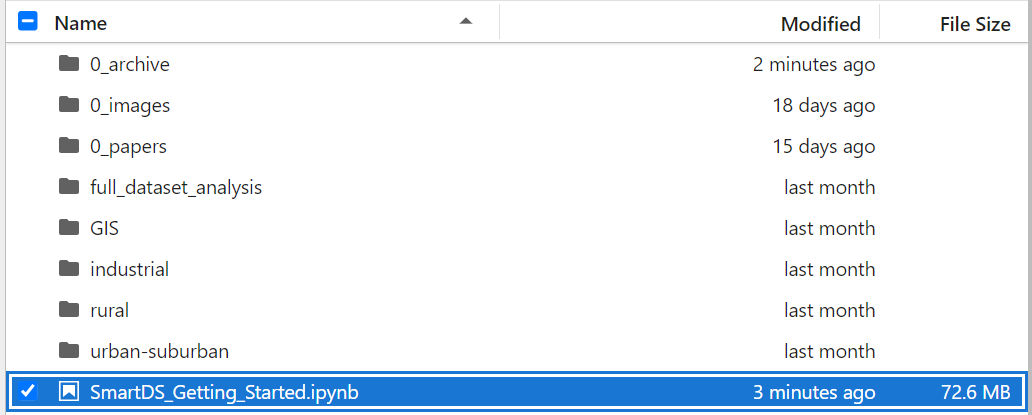 Name Modified File Size
0_archive 2 minutes ago
0_images 18 days ago
0_papers 15 days ago
full_dataset_analysis last month
GIS last month
industrial last month
rural last month
urban-suburban last month
SmartDS_Getting_Started.ipynb 3 minutes ago 72.6 MB